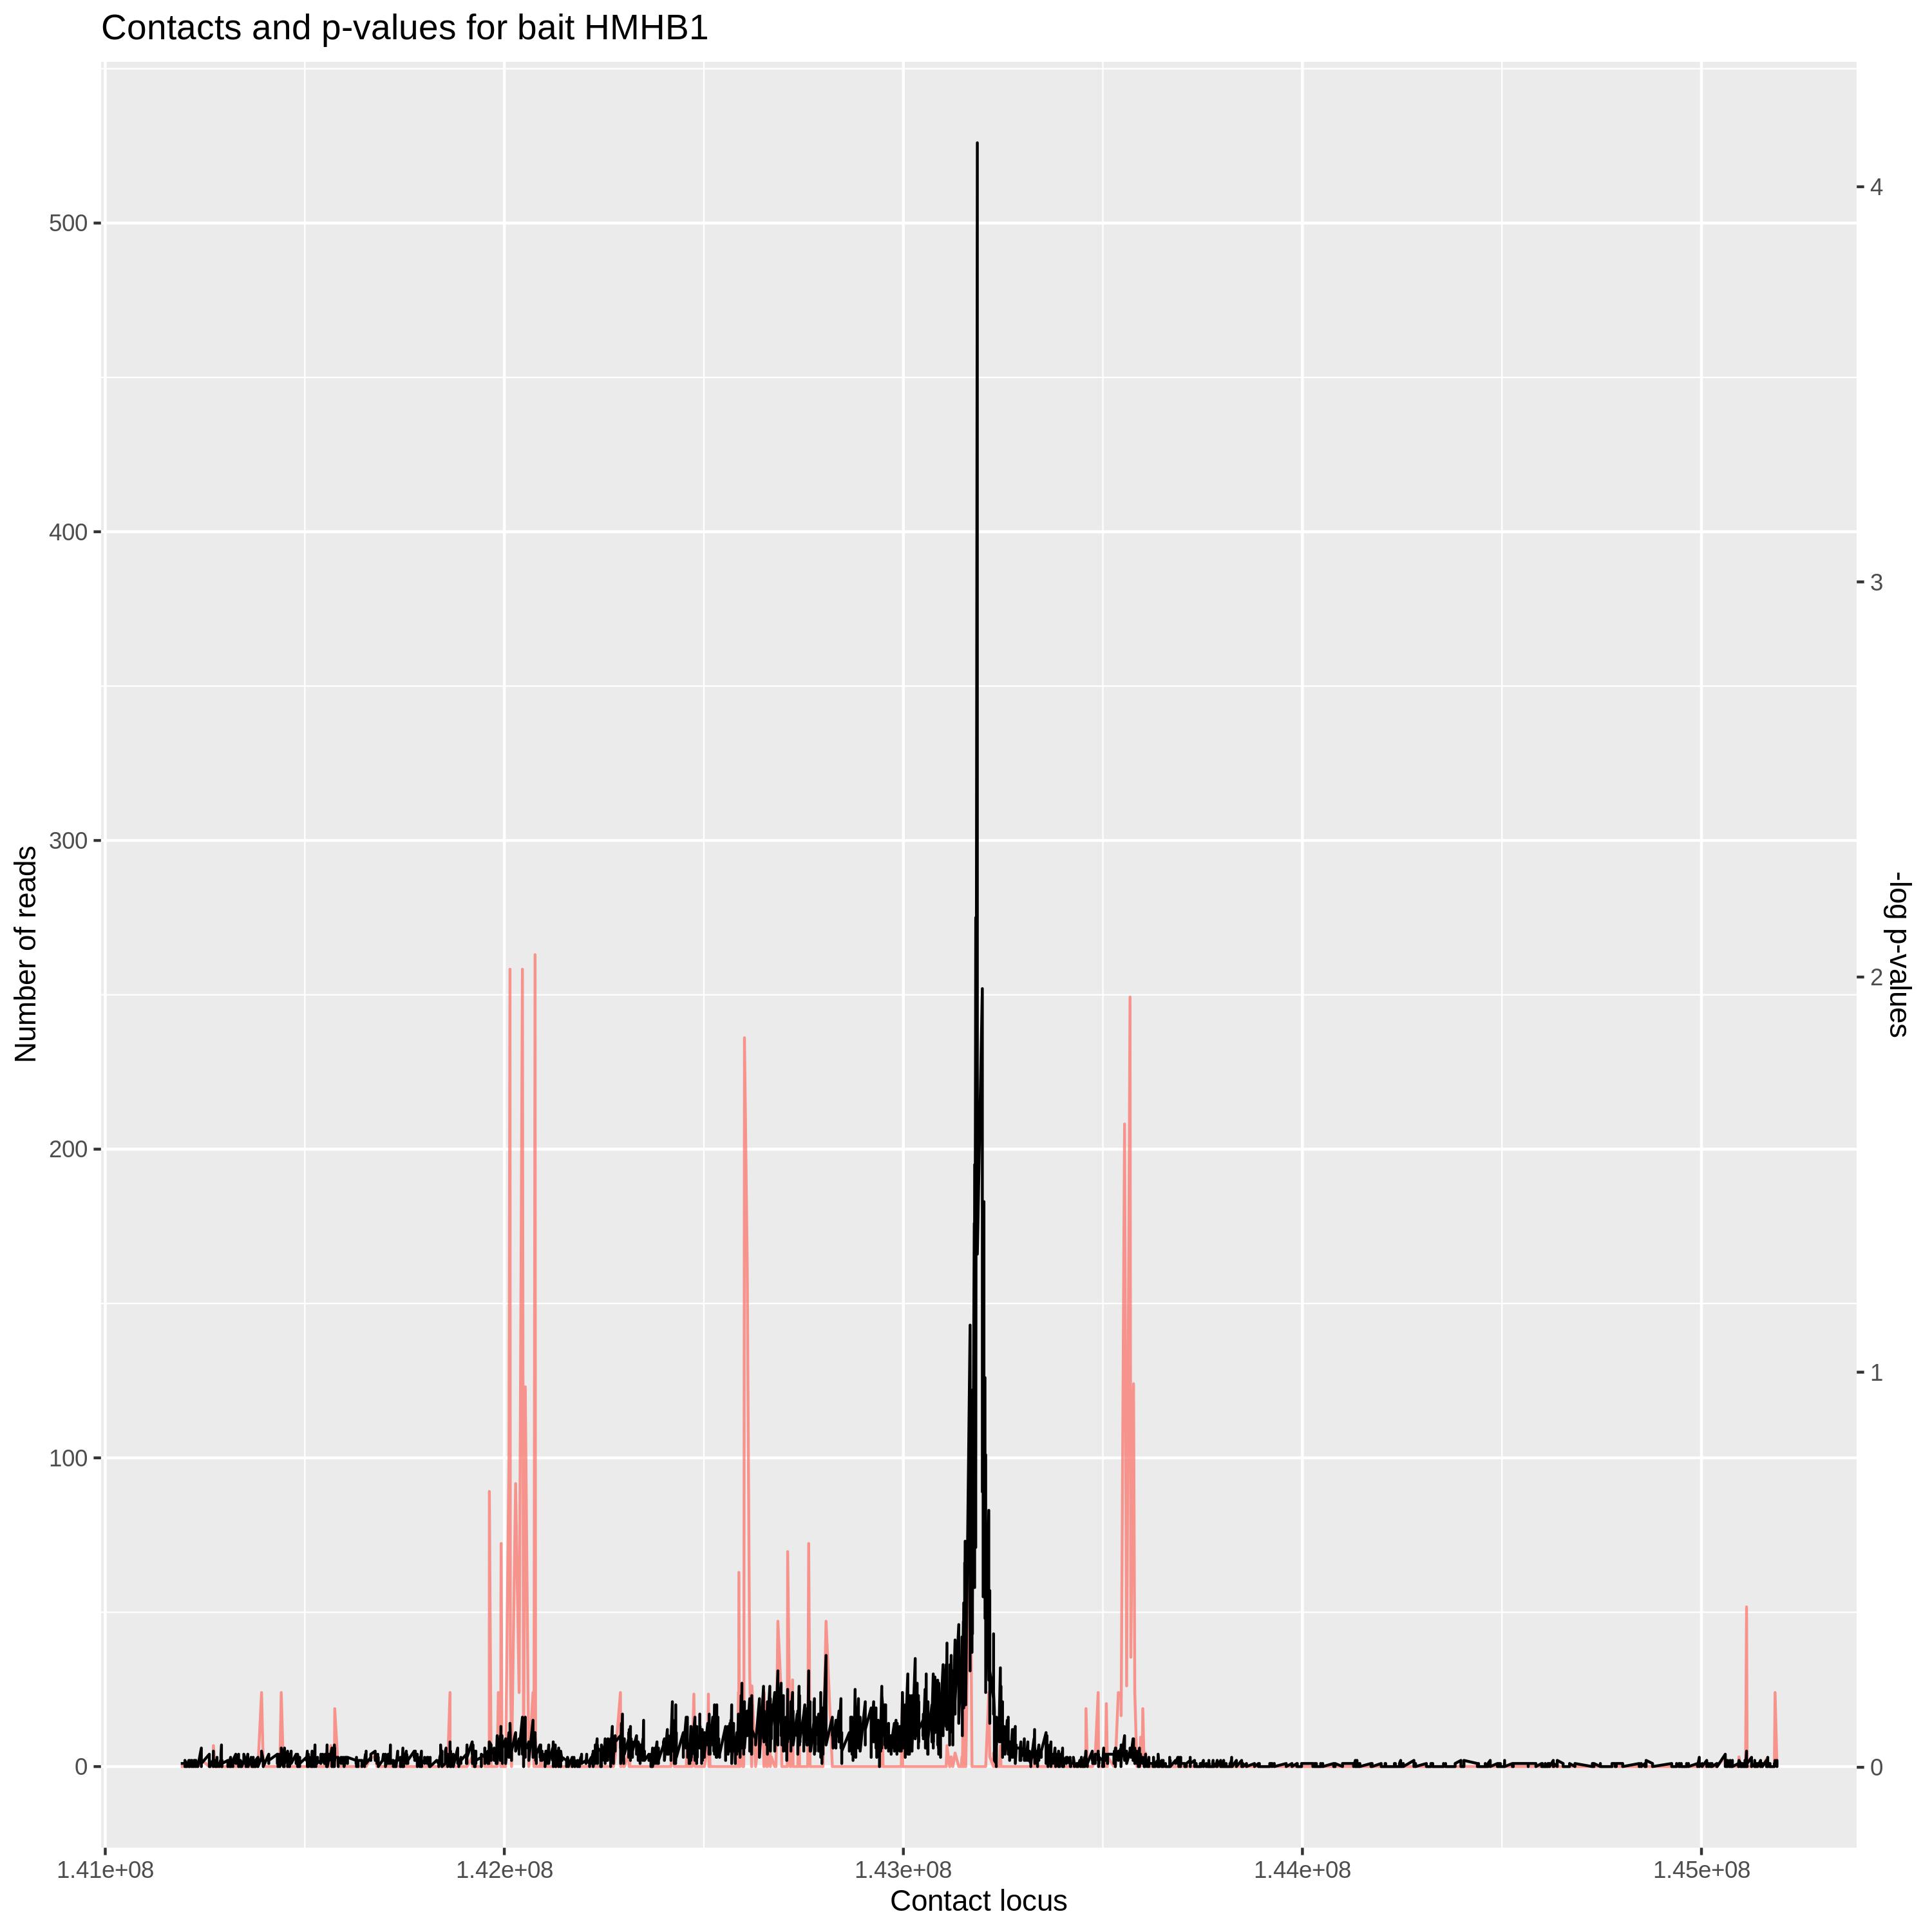 Contacts and p-values for bait HMHB1
Number of reads
500
400
300
200
100
0
-log p-values
4
3
2
1
0
1.41e+08
1.42e+08
1.43e+08
1.44e+08
1.45e+08
Contact locus